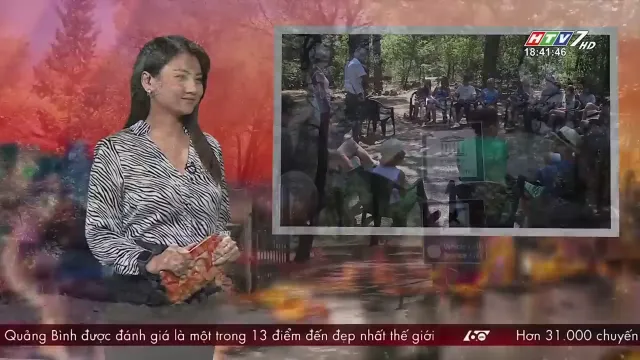 HTV7 HD
18:41:46
Quảng Bình được đánh giá là một trong 13 điểm đến đẹp nhất thế giới 60 Hơn 31.000 chuyến